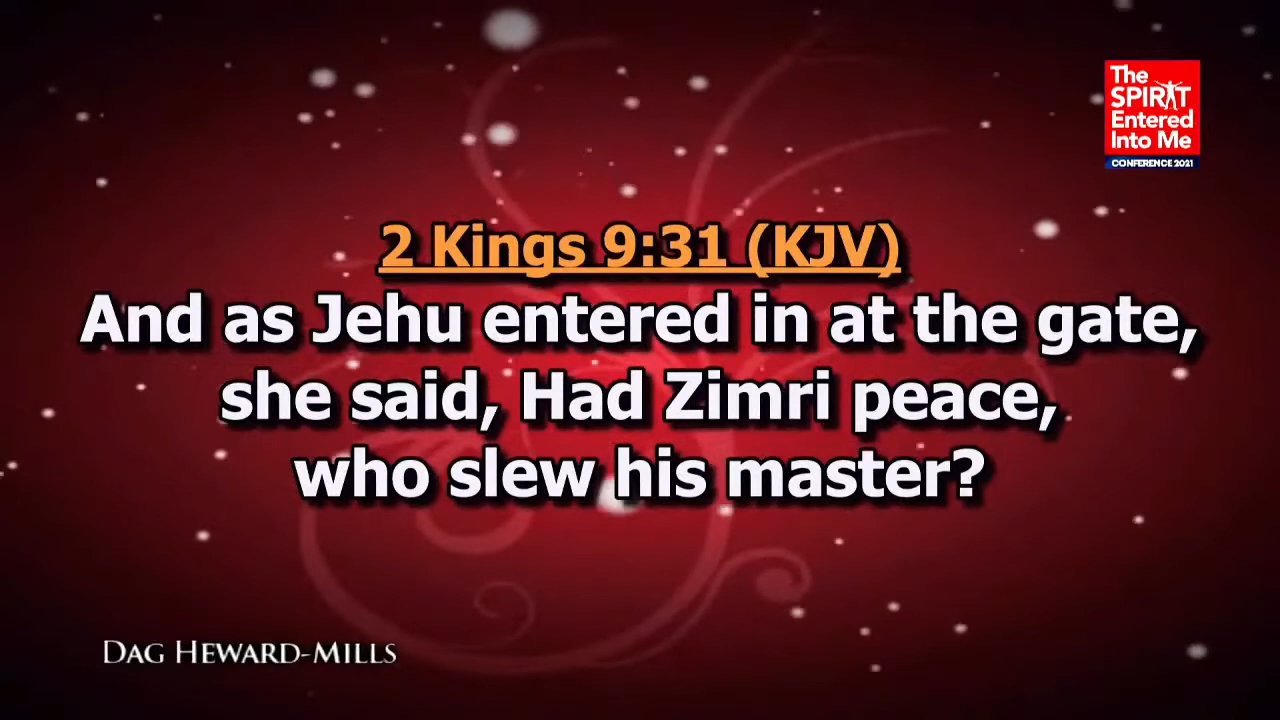 The
SPIRIT
Entered
Into Me
CONFERENCE 2021
2 Kings 9:31 (KJV)
And as Jehu entered in at the gate,
she said, Had Zimri peace,
who slew his master?
DAG HEWARD-MILLS